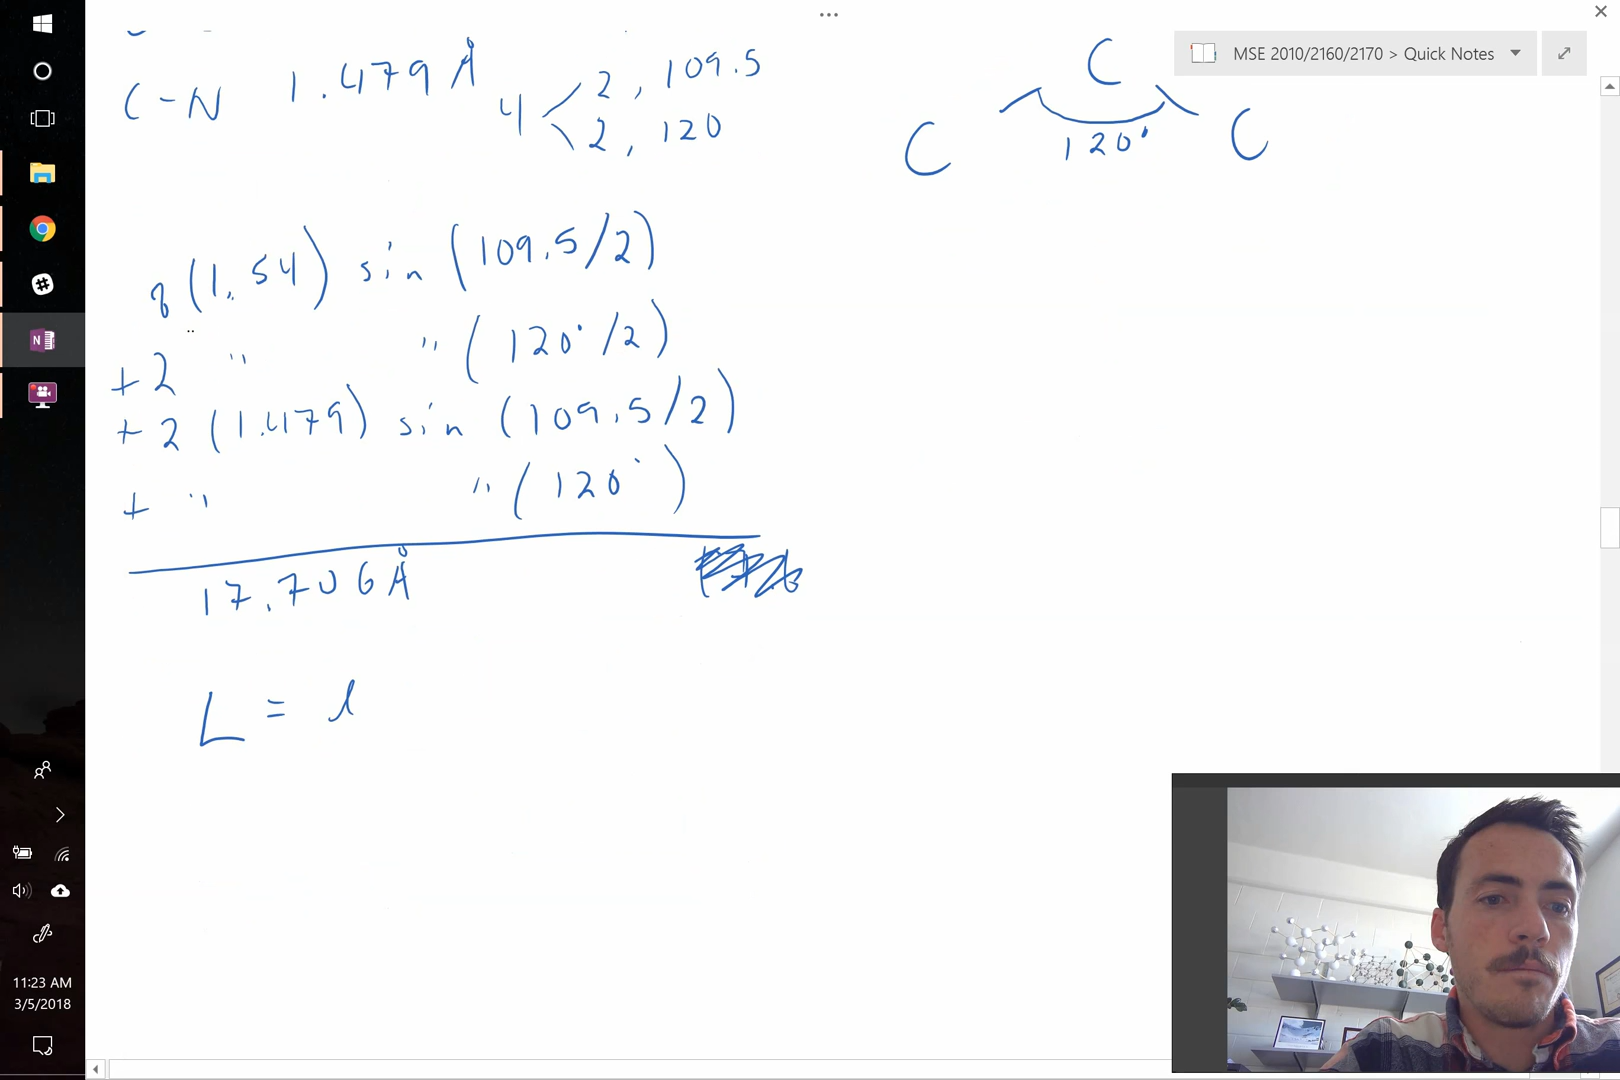 MSE 2010/2160/2170 > Quick Notes
C-N 1.479 Å 4 2, 109.5
2, 120
C
C 120° C
8 (1.54) sin (109.5/2)
+2 " " (120°/2)
+2 (1.479) sin (109.5/2)
+ " " (120°)
17.706 Å
L = l
11:23 AM
3/5/2018